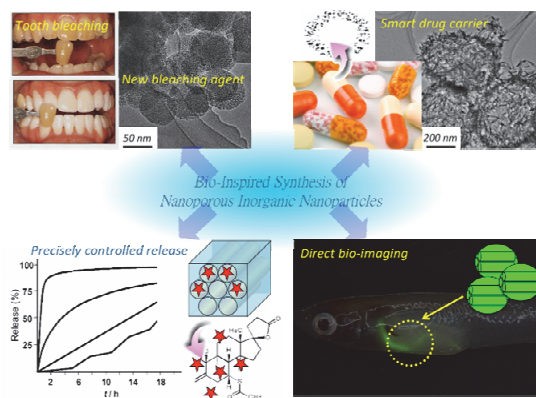 Tooth bleaching
New bleaching agent
50 nm
Smart drug carrier
200 nm
Bio-Inspired Synthesis of
Nanoporous Inorganic Nanoparticles
Precisely controlled release
100
75
50
25
Release (%)
2 6 10 14 18
t / h
H₃C
O
O
H
H
H
S
O
Direct bio-imaging